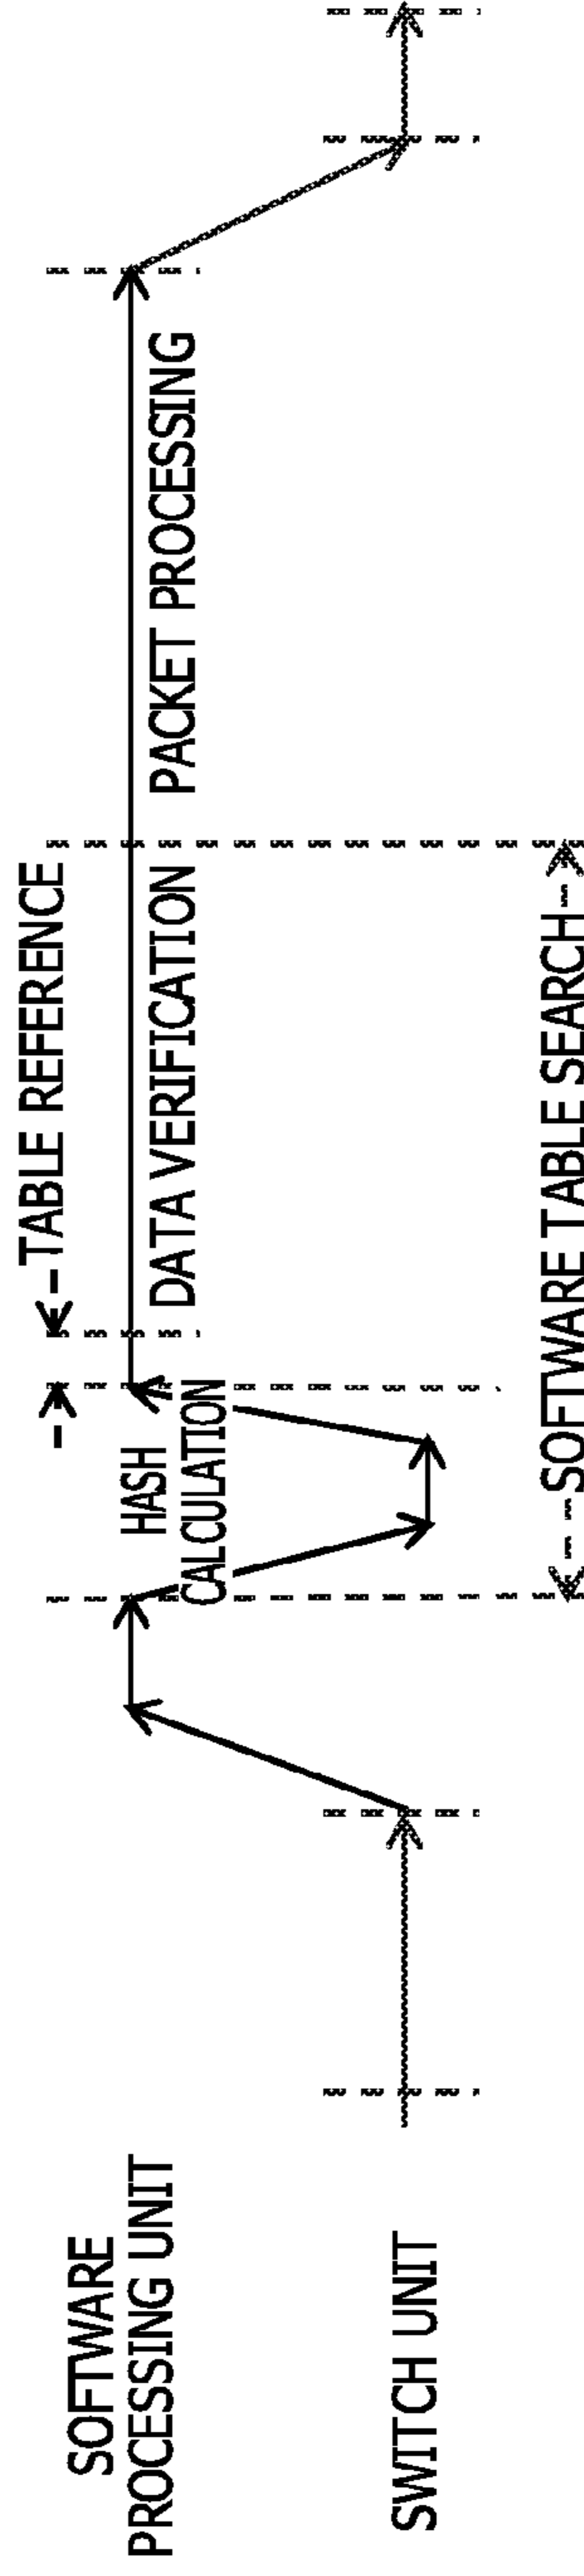 TABLE REFERENCE
SOFTWARE
PROCESSING UNIT
HASH
CALCULATION
DATA VERIFICATION
PACKET PROCESSING
SWITCH UNIT
SOFTWARE TABLE SEARCH